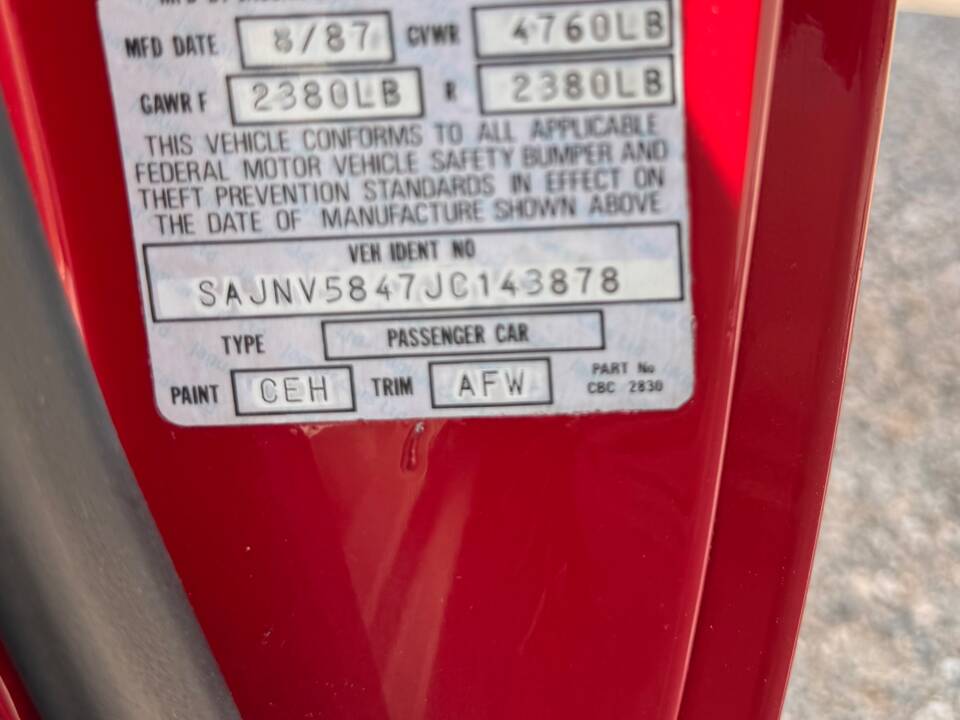 MFD DATE 8/87 GVWR 4760LB
GAWR F 2380LB R 2380LB
THIS VEHICLE CONFORMS TO ALL APPLICABLE
FEDERAL MOTOR VEHICLE SAFETY BUMPER AND
THEFT PREVENTION STANDARDS IN EFFECT ON
THE DATE OF MANUFACTURE SHOWN ABOVE
VEH IDENT NO
SAJNV5847JC143878
TYPE PASSENGER CAR
PAINT CEH TRIM AFW PART No
CBC 2830